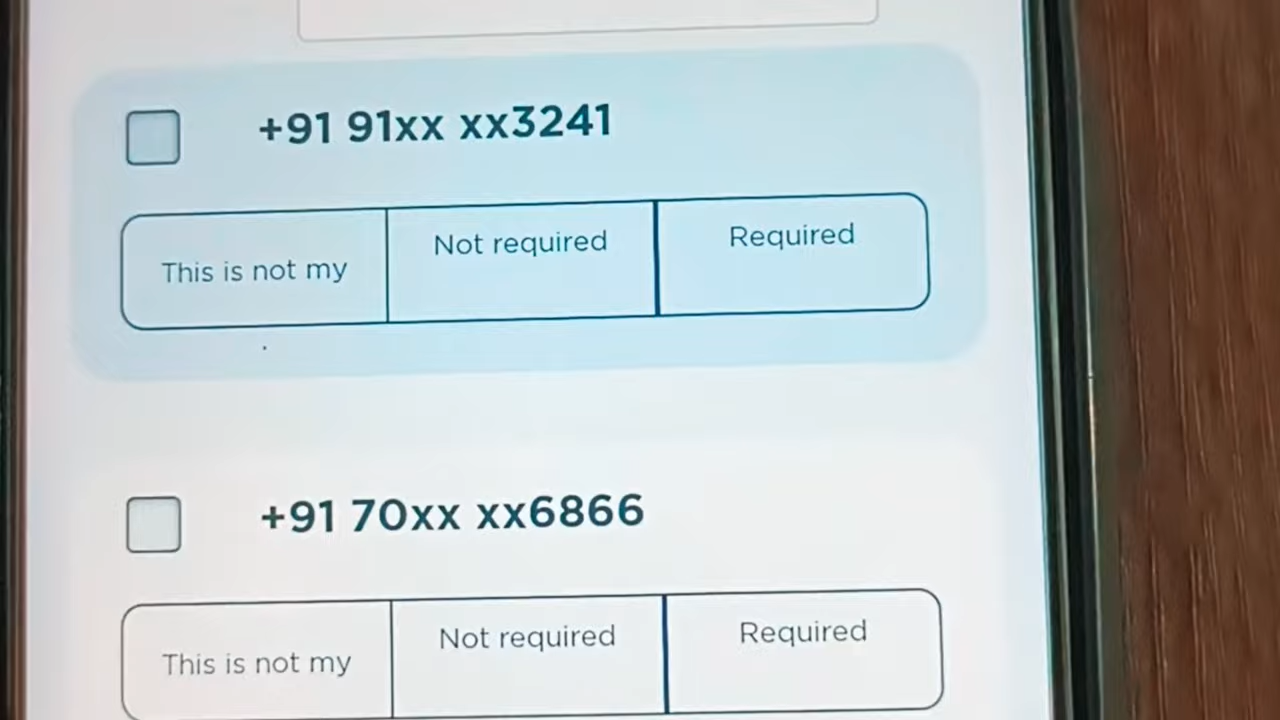 +91 91xx xx3241
This is not my
Not required
Required
+91 70xx xx6866
This is not my
Not required
Required